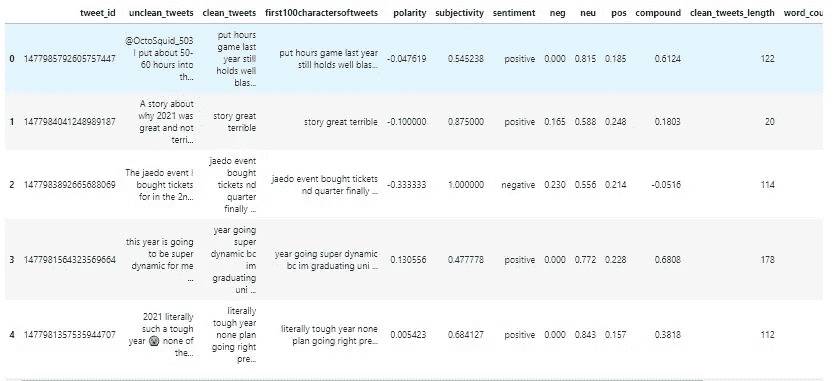 tweet_id unclean_tweets clean_tweets first100charactersoftweets polarity subjectivity sentiment neg neu pos compound clean_tweets_length word_cou
@OctoSquid_503 put hours
0 1477985792605757447 I put about 50-60 hours into th... put hours game last year still holds well blas... put hours game last year still holds well blas... -0.047619 0.545238 positive 0.000 0.815 0.185 0.6124 122
1 1477984041248989187 A story about why 2021 was great and not terri... story great terrible story great terrible -0.100000 0.875000 positive 0.165 0.588 0.248 0.1803 20
2 1477983892665688069 The jaedo event I bought tickets for in the 2n... jaedo event bought tickets nd quarter finally ... jaedo event bought tickets nd quarter finally ... -0.333333 1.000000 negative 0.230 0.556 0.214 -0.0516 114
3 1477981564323569664 this year is going to be super dynamic for me ... year going super dynamic bc im graduating uni ... year going super dynamic bc im graduating uni ... 0.130556 0.477778 positive 0.000 0.772 0.228 0.6808 178
4 1477981357535944707 2021 literally such a tough year none of the... literally tough year none plan going right pre... literally tough year none plan going right pre... 0.005423 0.684127 positive 0.000 0.843 0.157 0.3818 112